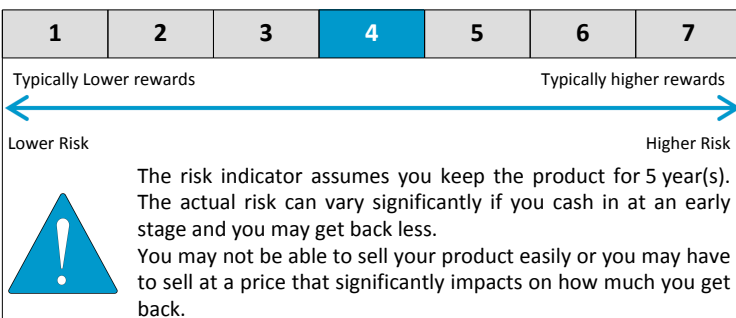 1 2 3 4 5 6 7
Typically Lower rewards Typically higher rewards
Lower Risk Higher Risk
The risk indicator assumes you keep the product for 5 year(s).
The actual risk can vary significantly if you cash in at an early
stage and you may get back less.
You may not be able to sell your product easily or you may have
to sell at a price that significantly impacts on how much you get
back.